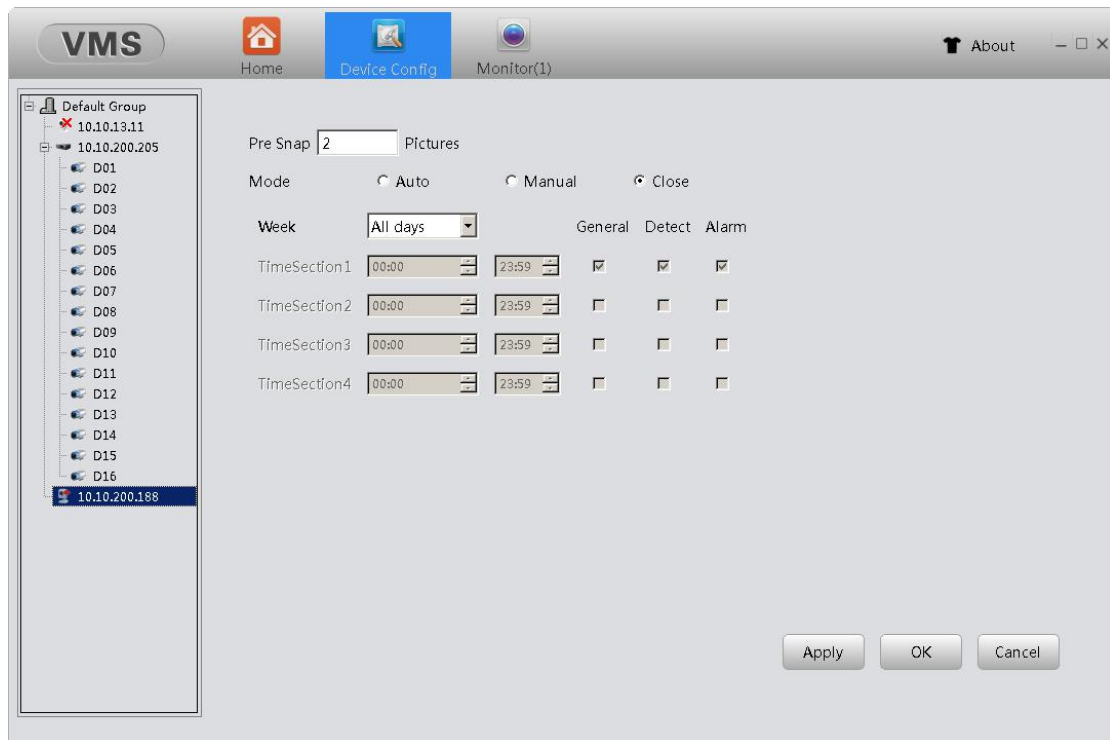 VMS
Home
Device Config
Monitor(1)
About
Default Group
10.10.13.11
10.10.200.205
D01
D02
D03
D04
D05
D06
D07
D08
D09
D10
D11
D12
D13
D14
D15
D16
10.10.200.188
Pre Snap 2 Pictures
Mode Auto Manual Close
Week All days General Detect Alarm
TimeSection1 00:00 23:59
TimeSection2 00:00 23:59
TimeSection3 00:00 23:59
TimeSection4 00:00 23:59
Apply OK Cancel